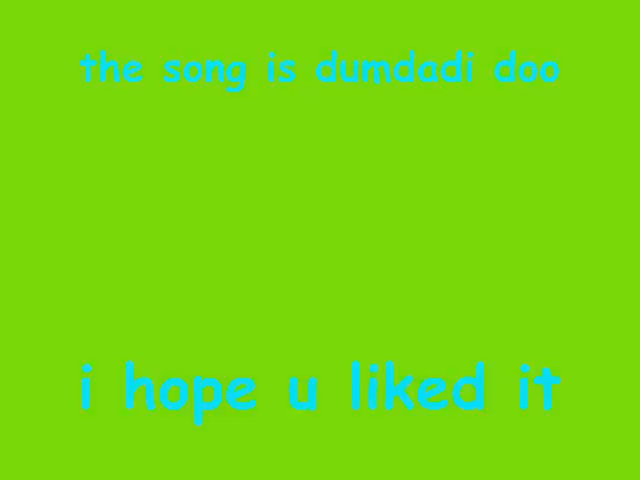 the song is dumdadi doo
i hope u liked it